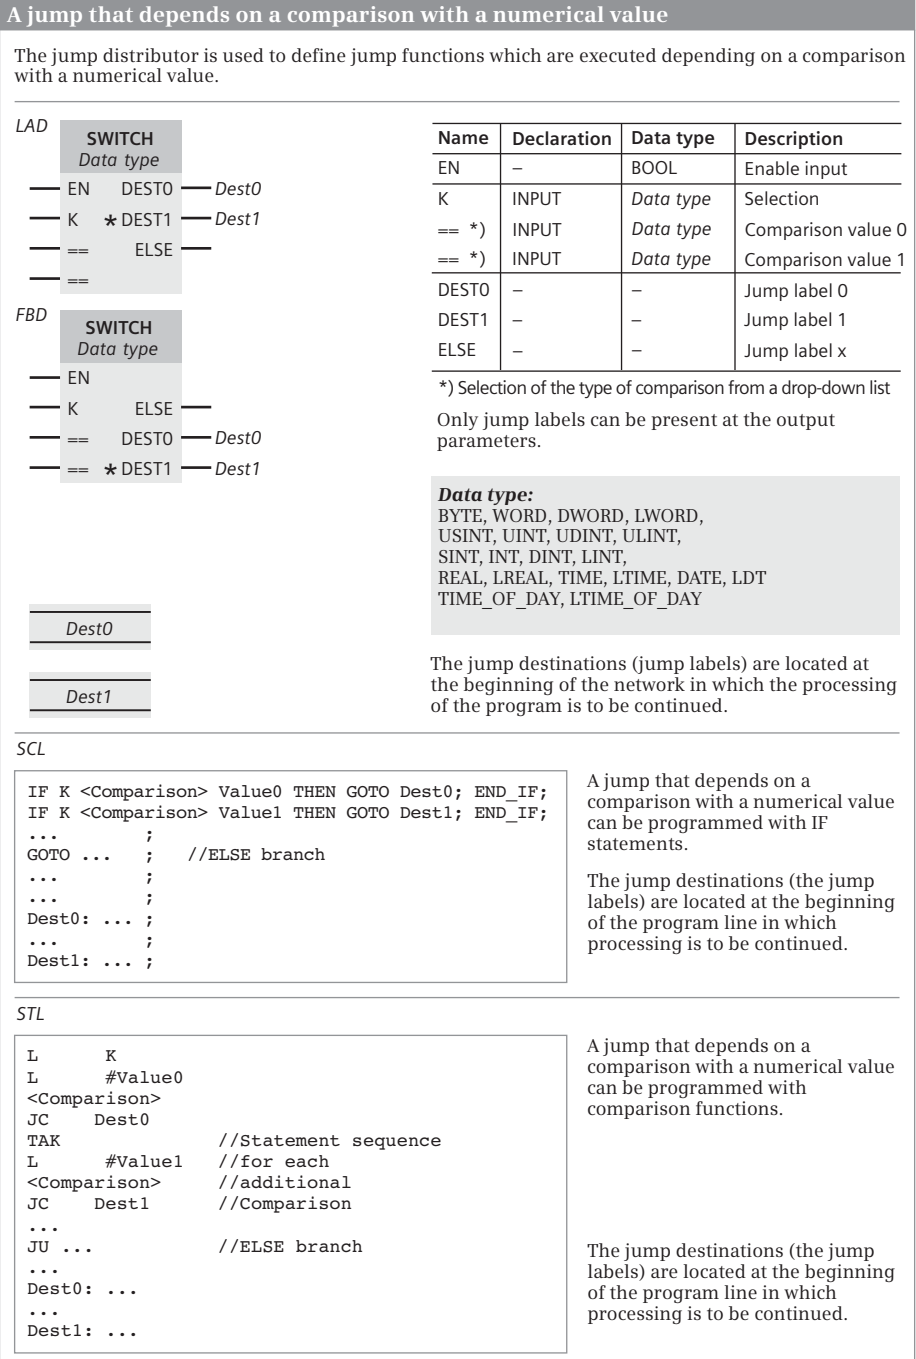 A jump that depends on a comparison with a numerical value
The jump distributor is used to define jump functions which are executed depending on a comparison
with a numerical value.
LAD
SWITCH
Data type
EN DEST0 Dest0
K * DEST1 Dest1
== ELSE
==
FBD
SWITCH
Data type
EN
K ELSE
== DEST0 Dest0
== * DEST1 Dest1
Dest0
Dest1
Name Declaration Data type Description
EN – BOOL Enable input
K INPUT Data type Selection
== *) INPUT Data type Comparison value 0
== *) INPUT Data type Comparison value 1
DEST0 – – Jump label 0
DEST1 – – Jump label 1
ELSE – – Jump label x
*) Selection of the type of comparison from a drop-down list
Only jump labels can be present at the output
parameters.
Data type:
BYTE, WORD, DWORD, LWORD,
USINT, UINT, UDINT, ULINT,
SINT, INT, DINT, LINT,
REAL, LREAL, TIME, LTIME, DATE, LDT
TIME_OF_DAY, LTIME_OF_DAY
The jump destinations (jump labels) are located at
the beginning of the network in which the processing
of the program is to be continued.
SCL
IF K <Comparison> Value0 THEN GOTO Dest0; END_IF;
IF K <Comparison> Value1 THEN GOTO Dest1; END_IF;
... ;
GOTO ... ; //ELSE branch
... ;
... ;
Dest0: ... ;
... ;
Dest1: ... ;
A jump that depends on a
comparison with a numerical value
can be programmed with IF
statements.
The jump destinations (the jump
labels) are located at the beginning
of the program line in which
processing is to be continued.
STL
L K
L #Value0
<Comparison>
JC Dest0
TAK //Statement sequence
L #Value1 //for each
<Comparison> //additional
JC Dest1 //Comparison
...
JU ... //ELSE branch
...
Dest0: ...
...
Dest1: ...
A jump that depends on a
comparison with a numerical value
can be programmed with
comparison functions.
The jump destinations (the jump
labels) are located at the beginning
of the program line in which
processing is to be continued.